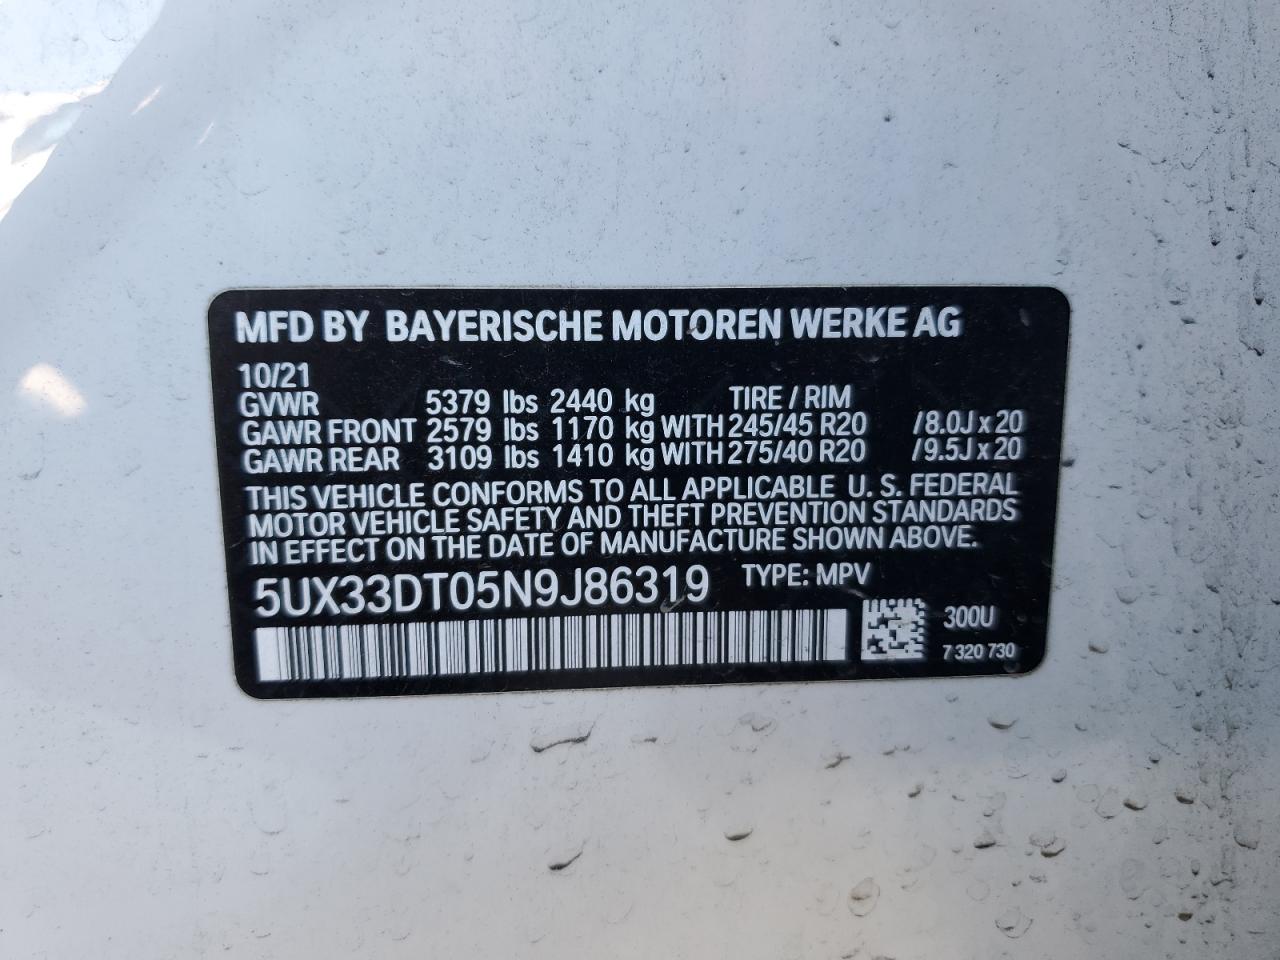 MFD BY BAYERISCHE MOTOREN WERKE AG
10/21
GVWR 5379 lbs 2440 kg TIRE / RIM
GAWR FRONT 2579 lbs 1170 kg WITH 245/45 R20 /8.0J x 20
GAWR REAR 3109 lbs 1410 kg WITH 275/40 R20 /9.5J x 20
THIS VEHICLE CONFORMS TO ALL APPLICABLE U. S. FEDERAL
MOTOR VEHICLE SAFETY AND THEFT PREVENTION STANDARDS
IN EFFECT ON THE DATE OF MANUFACTURE SHOWN ABOVE.
5UX33DT05N9J86319 TYPE: MPV
300U
7 320 730